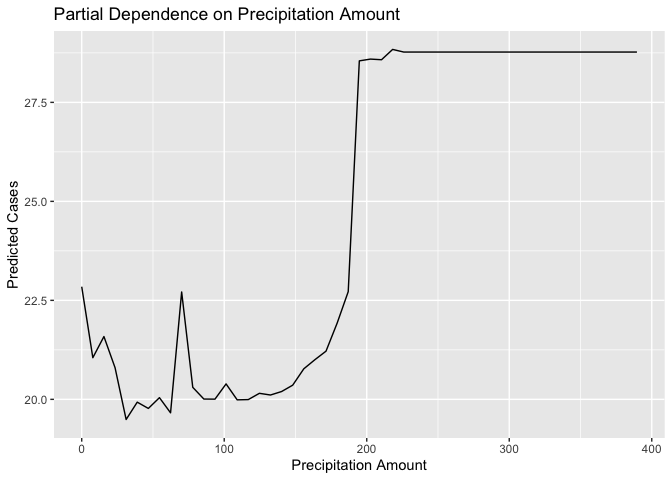 Partial Dependence on Precipitation Amount
Predicted Cases
27.5
25.0
22.5
20.0
0 100 200 300 400
Precipitation Amount